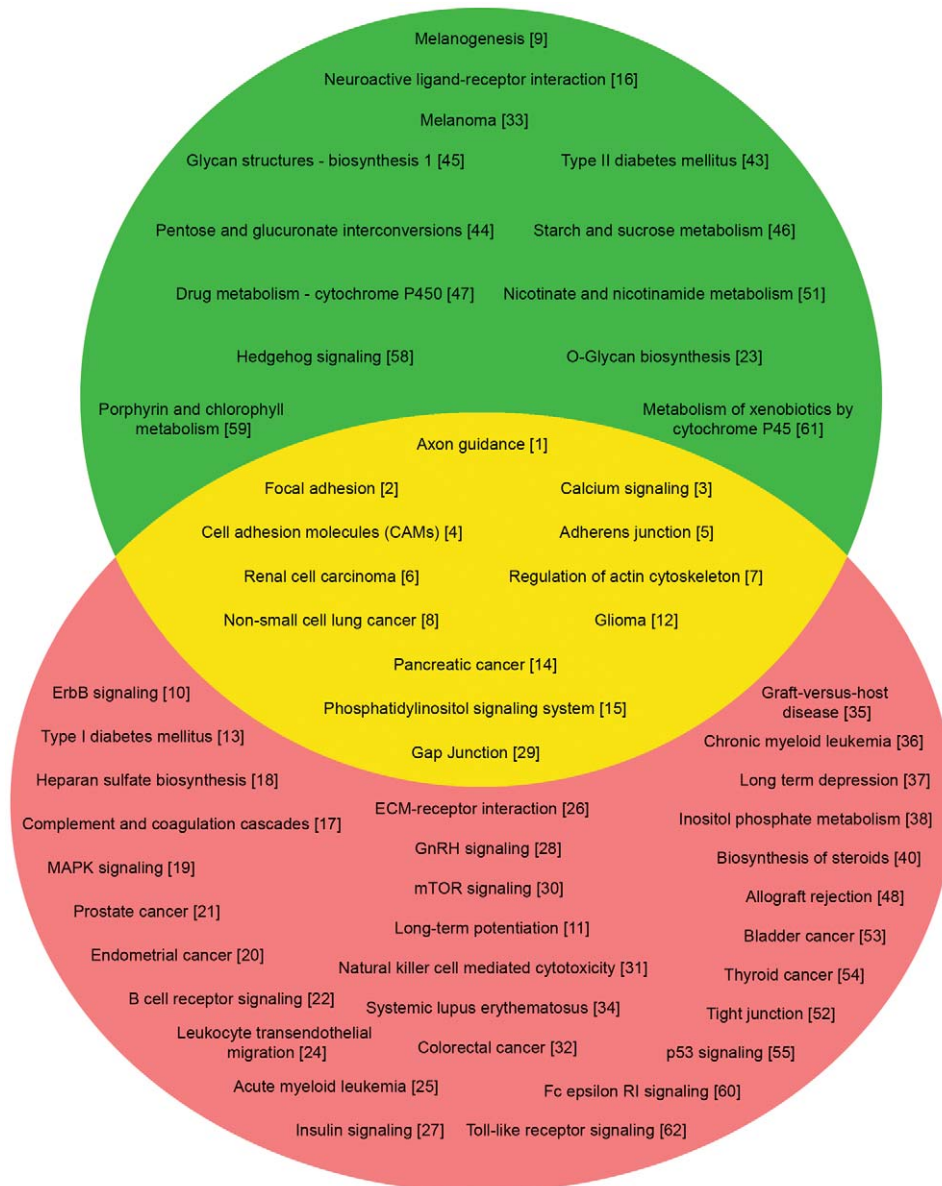 Melanogenesis [9]
Neuroactive ligand-receptor interaction [16]
Melanoma [33]
Glycan structures - biosynthesis 1 [45]
Type II diabetes mellitus [43]
Pentose and glucuronate interconversions [44]
Starch and sucrose metabolism [46]
Drug metabolism - cytochrome P450 [47]
Nicotinate and nicotinamide metabolism [51]
Hedgehog signaling [58]
O-Glycan biosynthesis [23]
Porphyrin and chlorophyll
metabolism [59]
Metabolism of xenobiotics by
cytochrome P45 [61]
Axon guidance [1]
Focal adhesion [2]
Calcium signaling [3]
Cell adhesion molecules (CAMs) [4]
Adherens junction [5]
Renal cell carcinoma [6]
Regulation of actin cytoskeleton [7]
Non-small cell lung cancer [8]
Glioma [12]
Pancreatic cancer [14]
Phosphatidylinositol signaling system [15]
Gap Junction [29]
ErbB signaling [10]
Type I diabetes mellitus [13]
Heparan sulfate biosynthesis [18]
Complement and coagulation cascades [17]
MAPK signaling [19]
Prostate cancer [21]
Endometrial cancer [20]
B cell receptor signaling [22]
Leukocyte transendothelial
migration [24]
Acute myeloid leukemia [25]
Insulin signaling [27]
ECM-receptor interaction [26]
GnRH signaling [28]
mTOR signaling [30]
Long-term potentiation [11]
Natural killer cell mediated cytotoxicity [31]
Systemic lupus erythematosus [34]
Colorectal cancer [32]
Graft-versus-host
disease [35]
Chronic myeloid leukemia [36]
Long term depression [37]
Inositol phosphate metabolism [38]
Biosynthesis of steroids [40]
Allograft rejection [48]
Bladder cancer [53]
Thyroid cancer [54]
Tight junction [52]
p53 signaling [55]
Fc epsilon RI signaling [60]
Toll-like receptor signaling [62]